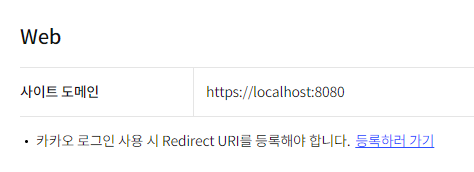 Web
사이트 도메인 https://localhost:8080
• 카카오 로그인 사용 시 Redirect URI를 등록해야 합니다. 등록하러 가기